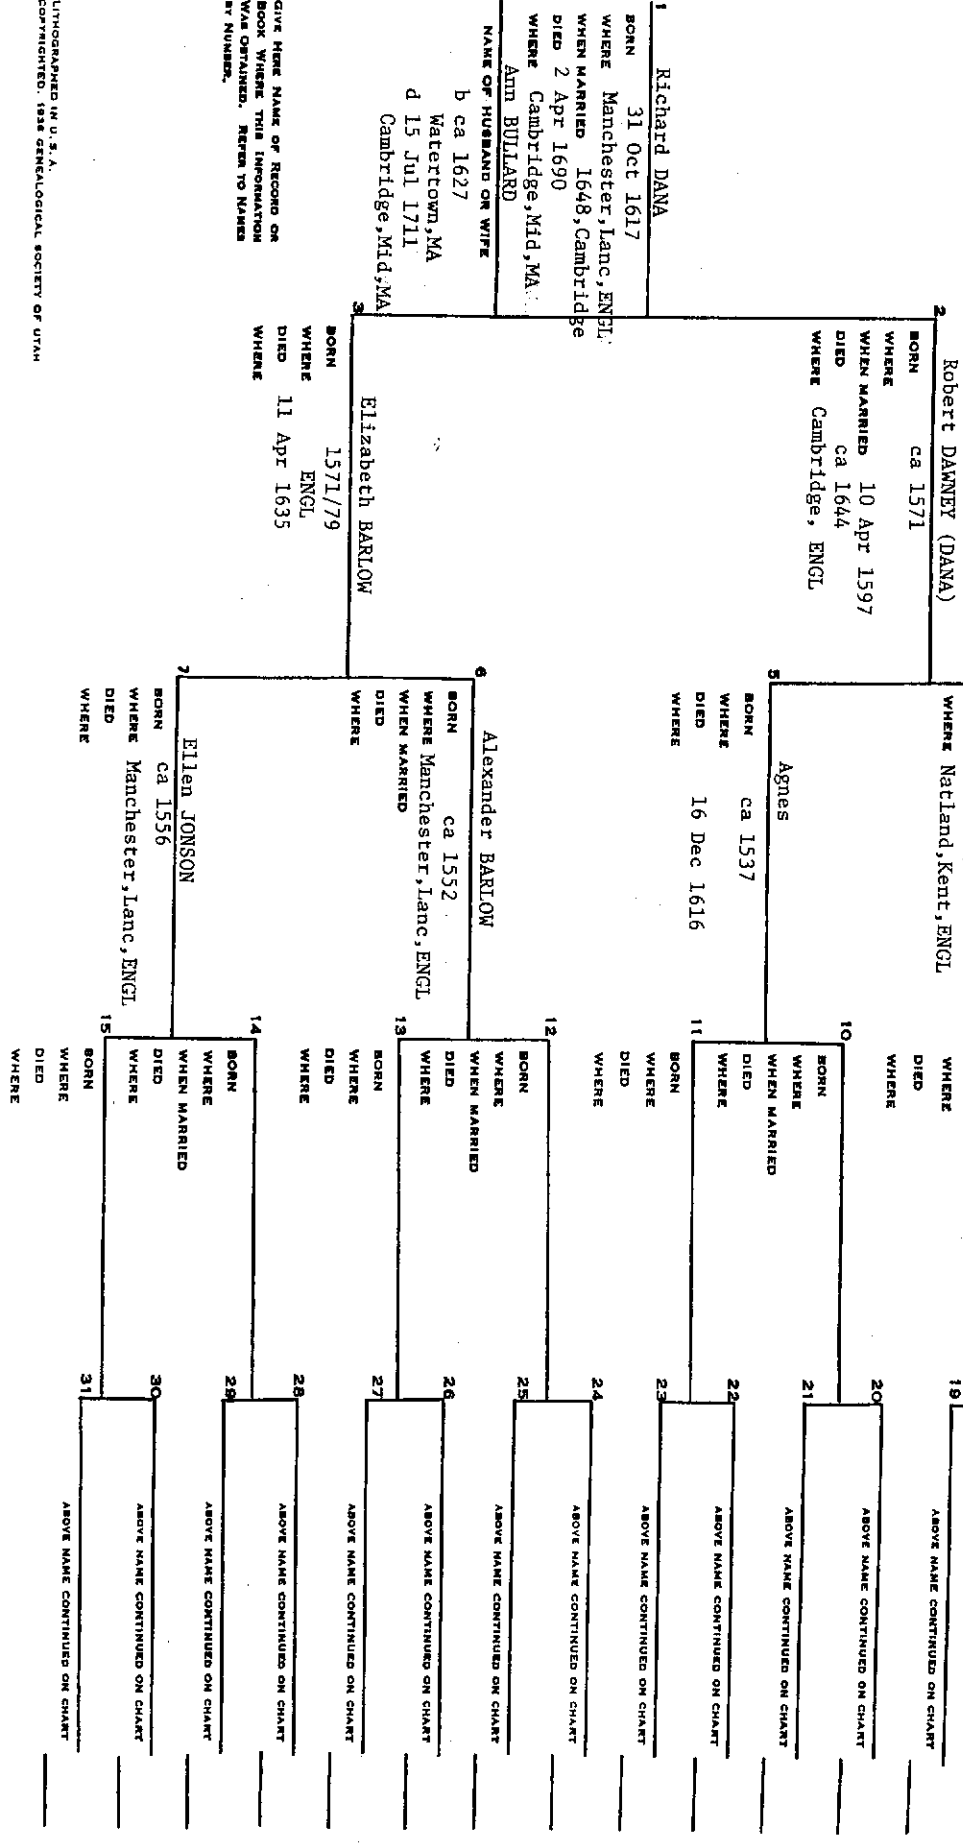 1
Richard DANA
BORN 31 Oct 1617
WHERE Manchester,Lanc,ENGL
WHEN MARRIED 1648,Cambridge
DIED 2 Apr 1690
WHERE Cambridge,Mid,MA
Ann BULLARD
NAME OF HUSBAND OR WIFE
b ca 1627
Watertown,MA
d 15 Jul 1711
Cambridge,Mid,MA
GIVE HERE NAME OF RECORD OR
BOOK WHERE THIS INFORMATION
WAS OBTAINED. REFER TO NAMES
BY NUMBER.
LITHOGRAPHED IN U.S.A.
COPYRIGHTED. 1936 GENEALOGICAL SOCIETY OF UTAH
2
Robert DAWNEY (DANA)
BORN ca 1571
WHERE
WHEN MARRIED 10 Apr 1597
DIED ca 1644
WHERE Cambridge, ENGL
3
Elizabeth BARLOW
BORN 1571/79
WHERE ENGL
DIED 11 Apr 1635
WHERE
WHERE Natland,Kent,ENGL
5
Agnes
BORN ca 1537
WHERE
DIED 16 Dec 1616
WHERE
6
Alexander BARLOW
BORN ca 1552
WHERE Manchester,Lanc,ENGL
WHEN MARRIED
DIED
WHERE
7
Ellen JONSON
BORN ca 1556
WHERE Manchester,Lanc,ENGL
DIED
WHERE
WHERE
DIED
WHERE
10
BORN
WHERE
WHEN MARRIED
DIED
WHERE
11
BORN
WHERE
DIED
WHERE
12
BORN
WHERE
WHEN MARRIED
DIED
WHERE
13
BORN
WHERE
DIED
WHERE
14
BORN
WHERE
WHEN MARRIED
DIED
WHERE
15
BORN
WHERE
DIED
WHERE
19
ABOVE NAME CONTINUED ON CHART
20
ABOVE NAME CONTINUED ON CHART
21
ABOVE NAME CONTINUED ON CHART
22
ABOVE NAME CONTINUED ON CHART
23
ABOVE NAME CONTINUED ON CHART
24
ABOVE NAME CONTINUED ON CHART
25
ABOVE NAME CONTINUED ON CHART
26
ABOVE NAME CONTINUED ON CHART
27
ABOVE NAME CONTINUED ON CHART
28
ABOVE NAME CONTINUED ON CHART
29
ABOVE NAME CONTINUED ON CHART
30
ABOVE NAME CONTINUED ON CHART
31
ABOVE NAME CONTINUED ON CHART